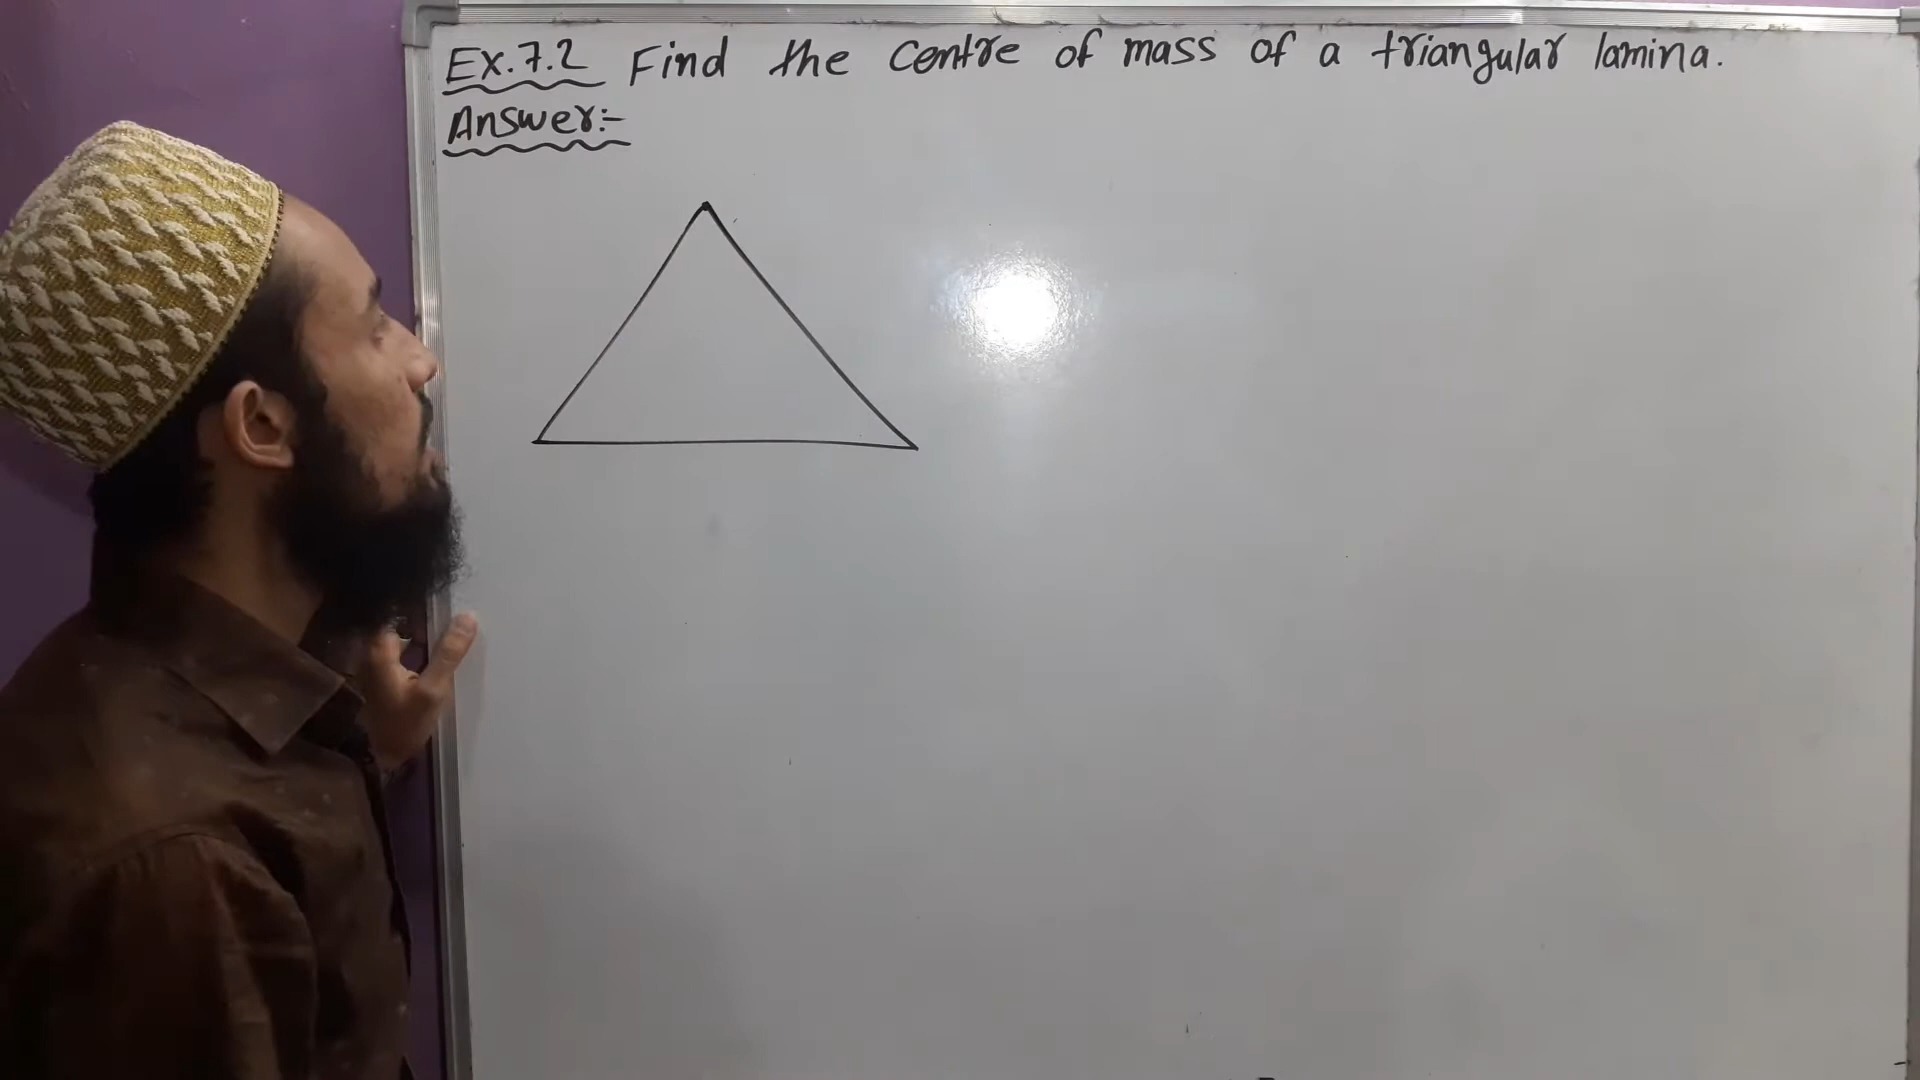 Ex.7.2 Find the centre of mass of a triangular lamina.
Answer:-